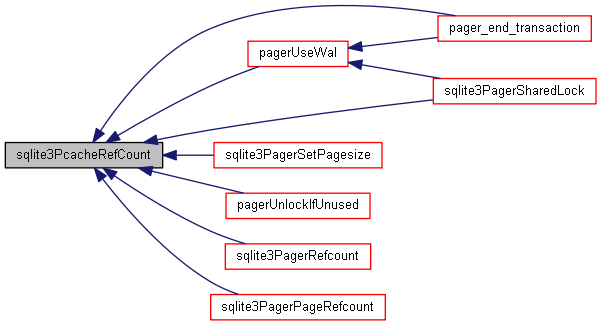 pager_end_transaction
pagerUseWal
sqlite3PagerSharedLock
sqlite3PcacheRefCount
sqlite3PagerSetPagesize
pagerUnlockIfUnused
sqlite3PagerRefcount
sqlite3PagerPageRefcount